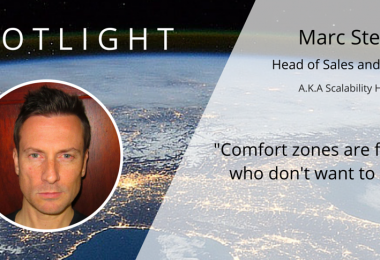 OTLIGHT
Marc Ste
Head of Sales and
A.K.A Scalability H
"Comfort zones are f
who don't want to